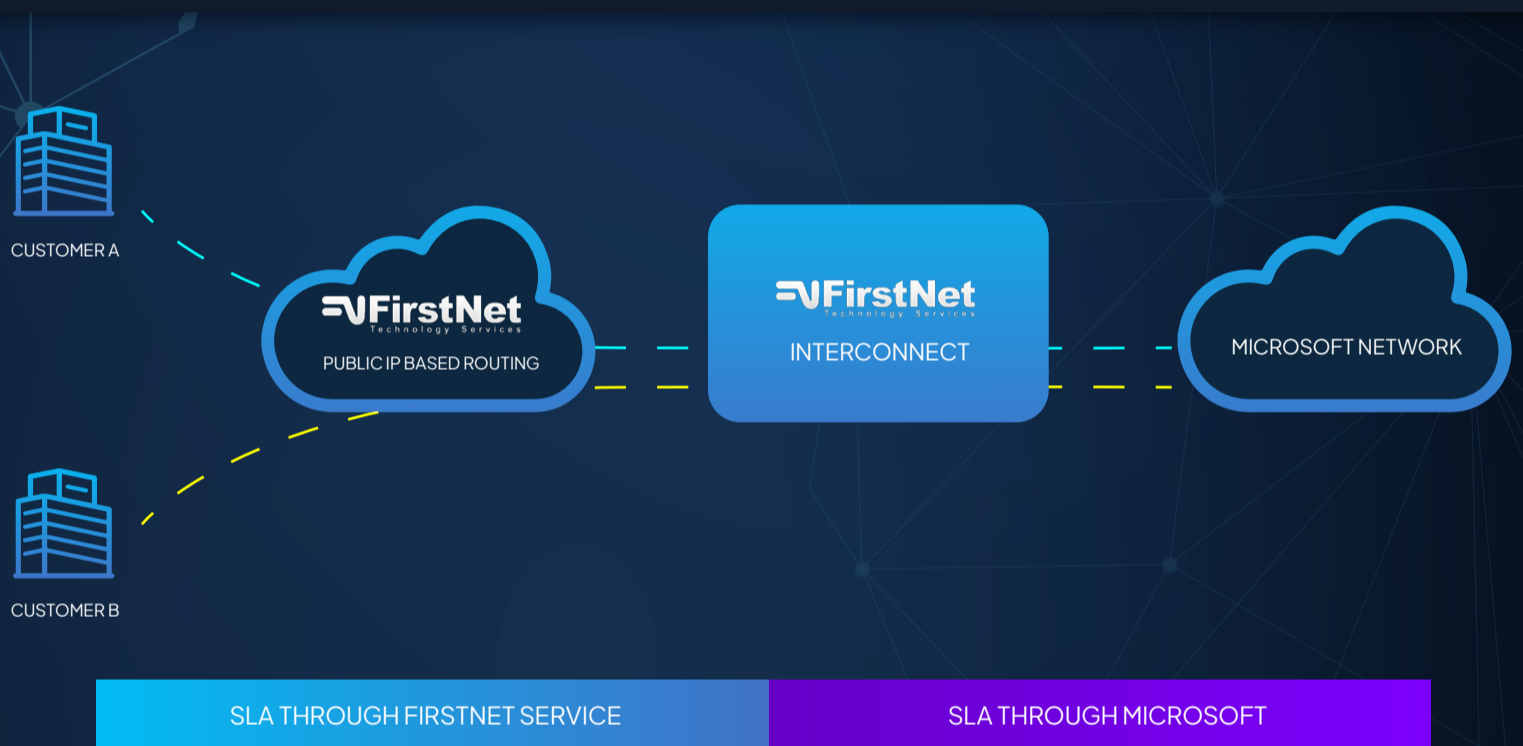 CUSTOMER A
FirstNet
Technology Services
PUBLIC IP BASED ROUTING
FirstNet
Technology Services
INTERCONNECT
MICROSOFT NETWORK
CUSTOMER B
SLA THROUGH FIRSTNET SERVICE
SLA THROUGH MICROSOFT